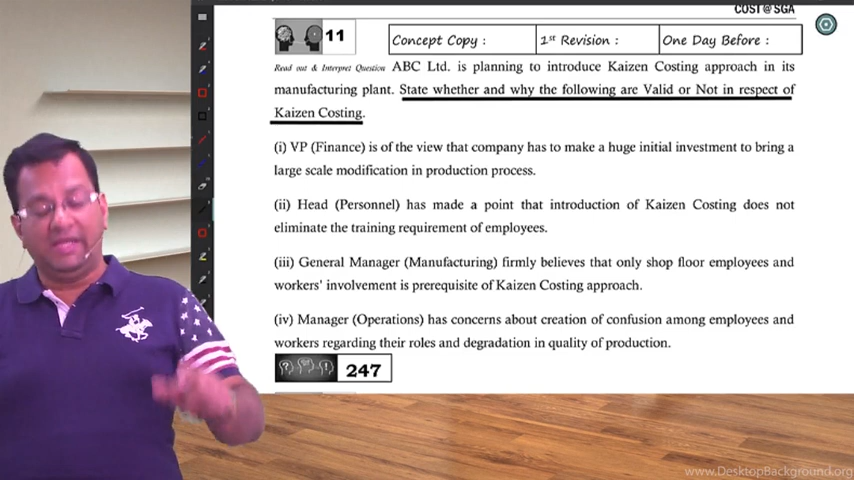 COST@SGA
11
Concept Copy :
1st Revision :
One Day Before :
Read out & Interpret Question ABC Ltd. is planning to introduce Kaizen Costing approach in its
manufacturing plant. State whether and why the following are Valid or Not in respect of
Kaizen Costing.
(i) VP (Finance) is of the view that company has to make a huge initial investment to bring a
large scale modification in production process.
(ii) Head (Personnel) has made a point that introduction of Kaizen Costing does not
eliminate the training requirement of employees.
(iii) General Manager (Manufacturing) firmly believes that only shop floor employees and
workers' involvement is prerequisite of Kaizen Costing approach.
(iv) Manager (Operations) has concerns about creation of confusion among employees and
workers regarding their roles and degradation in quality of production.
247
www.DesktopBackground.org